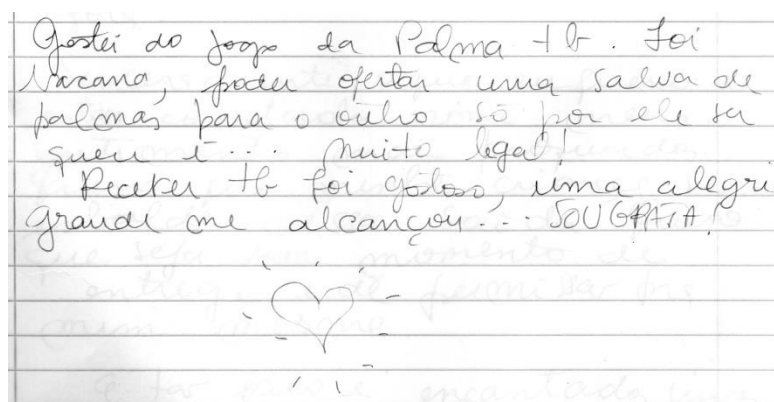 Gostei do jogo da Palma tb. Foi
bacana, poder ofertar uma salva de
palmas para o outro só por ele ser
quem é... Muito legal!
Receber tb foi gostoso, uma alegri
grande me alcançou... SOU GRATA!